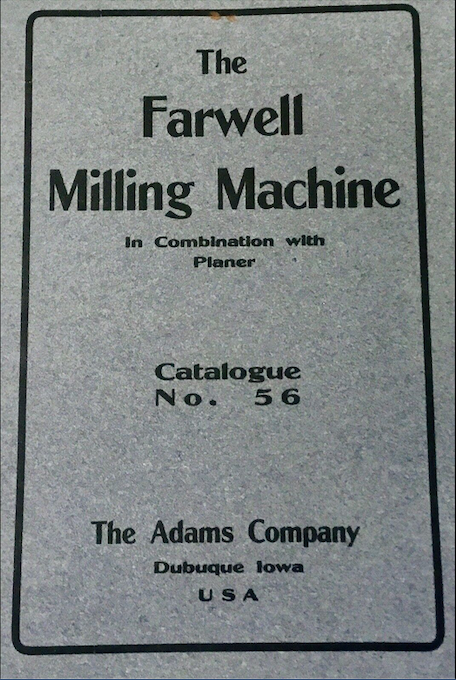 The
Farwell
Milling Machine
In Combination with
Planer
Catalogue
No. 56
The Adams Company
Dubuque Iowa
USA